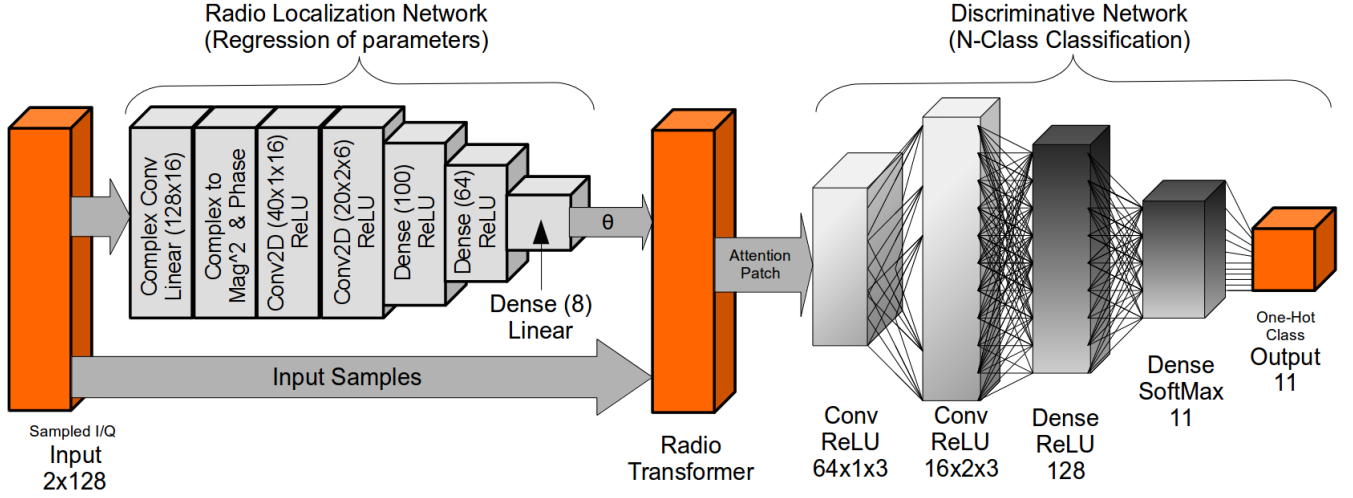 Radio Localization Network
(Regression of parameters)
Discriminative Network
(N-Class Classification)
Complex Conv
Linear (128x16)
Complex to
Mag^2 & Phase
Conv2D (40x1x16)
ReLU
Conv2D (20x2x6)
ReLU
Dense (100)
ReLU
Dense (64)
ReLU
θ
Dense (8)
Linear
Attention
Patch
Input Samples
Sampled I/Q
Input
2x128
Radio
Transformer
Conv
ReLU
64x1x3
Conv
ReLU
16x2x3
Dense
ReLU
128
Dense
SoftMax
11
One-Hot
Class
Output
11